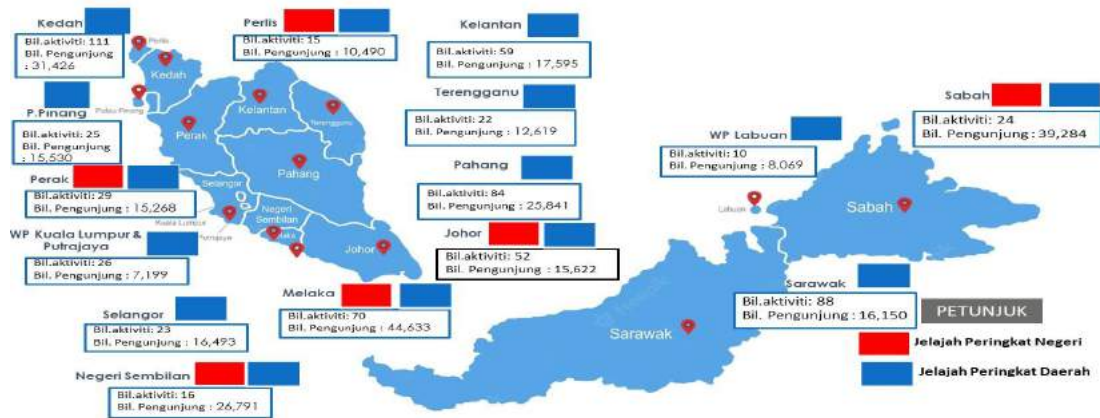 Kedah
Bil.aktiviti: 111
Bil. Pengunjung
: 31,426
Perlis
Bil.aktiviti: 15
Bil. Pengunjung : 10,490
Kelantan
Bil.aktiviti: 59
Bil. Pengunjung : 17,595
P.Pinang
Bil.aktiviti: 25
Bil. Pengunjung
: 15,530
Terengganu
Bil.aktiviti: 22
Bil. Pengunjung : 12,619
Perak
Bil.aktiviti: 29
Bil. Pengunjung : 15,268
Pahang
Bil.aktiviti: 84
Bil. Pengunjung : 25,841
WP Kuala Lumpur &
Putrajaya
Bil.aktiviti: 26
Bil. Pengunjung : 7,199
Johor
Bil.aktiviti: 52
Bil. Pengunjung : 15,622
Selangor
Bil.aktiviti: 23
Bil. Pengunjung : 16,493
Melaka
Bil.aktiviti: 70
Bil. Pengunjung : 44,633
Negeri Sembilan
Bil.aktiviti: 16
Bil. Pengunjung : 26,791
WP Labuan
Bil.aktiviti: 10
Bil. Pengunjung : 8.069
Sabah
Bil.aktiviti: 24
Bil. Pengunjung : 39,284
Sarawak
Bil.aktiviti: 88
Bil. Pengunjung : 16,150
Perlis
Kedah
Pulau Pinang
Perak
Kelantan
Terengganu
Pahang
Selangor
Kuala Lumpur
Putrajaya
Negeri
Sembilan
Johor
Labuan
Sabah
Sarawak
PETUNJUK
Jelajah Peringkat Negeri
Jelajah Peringkat Daerah